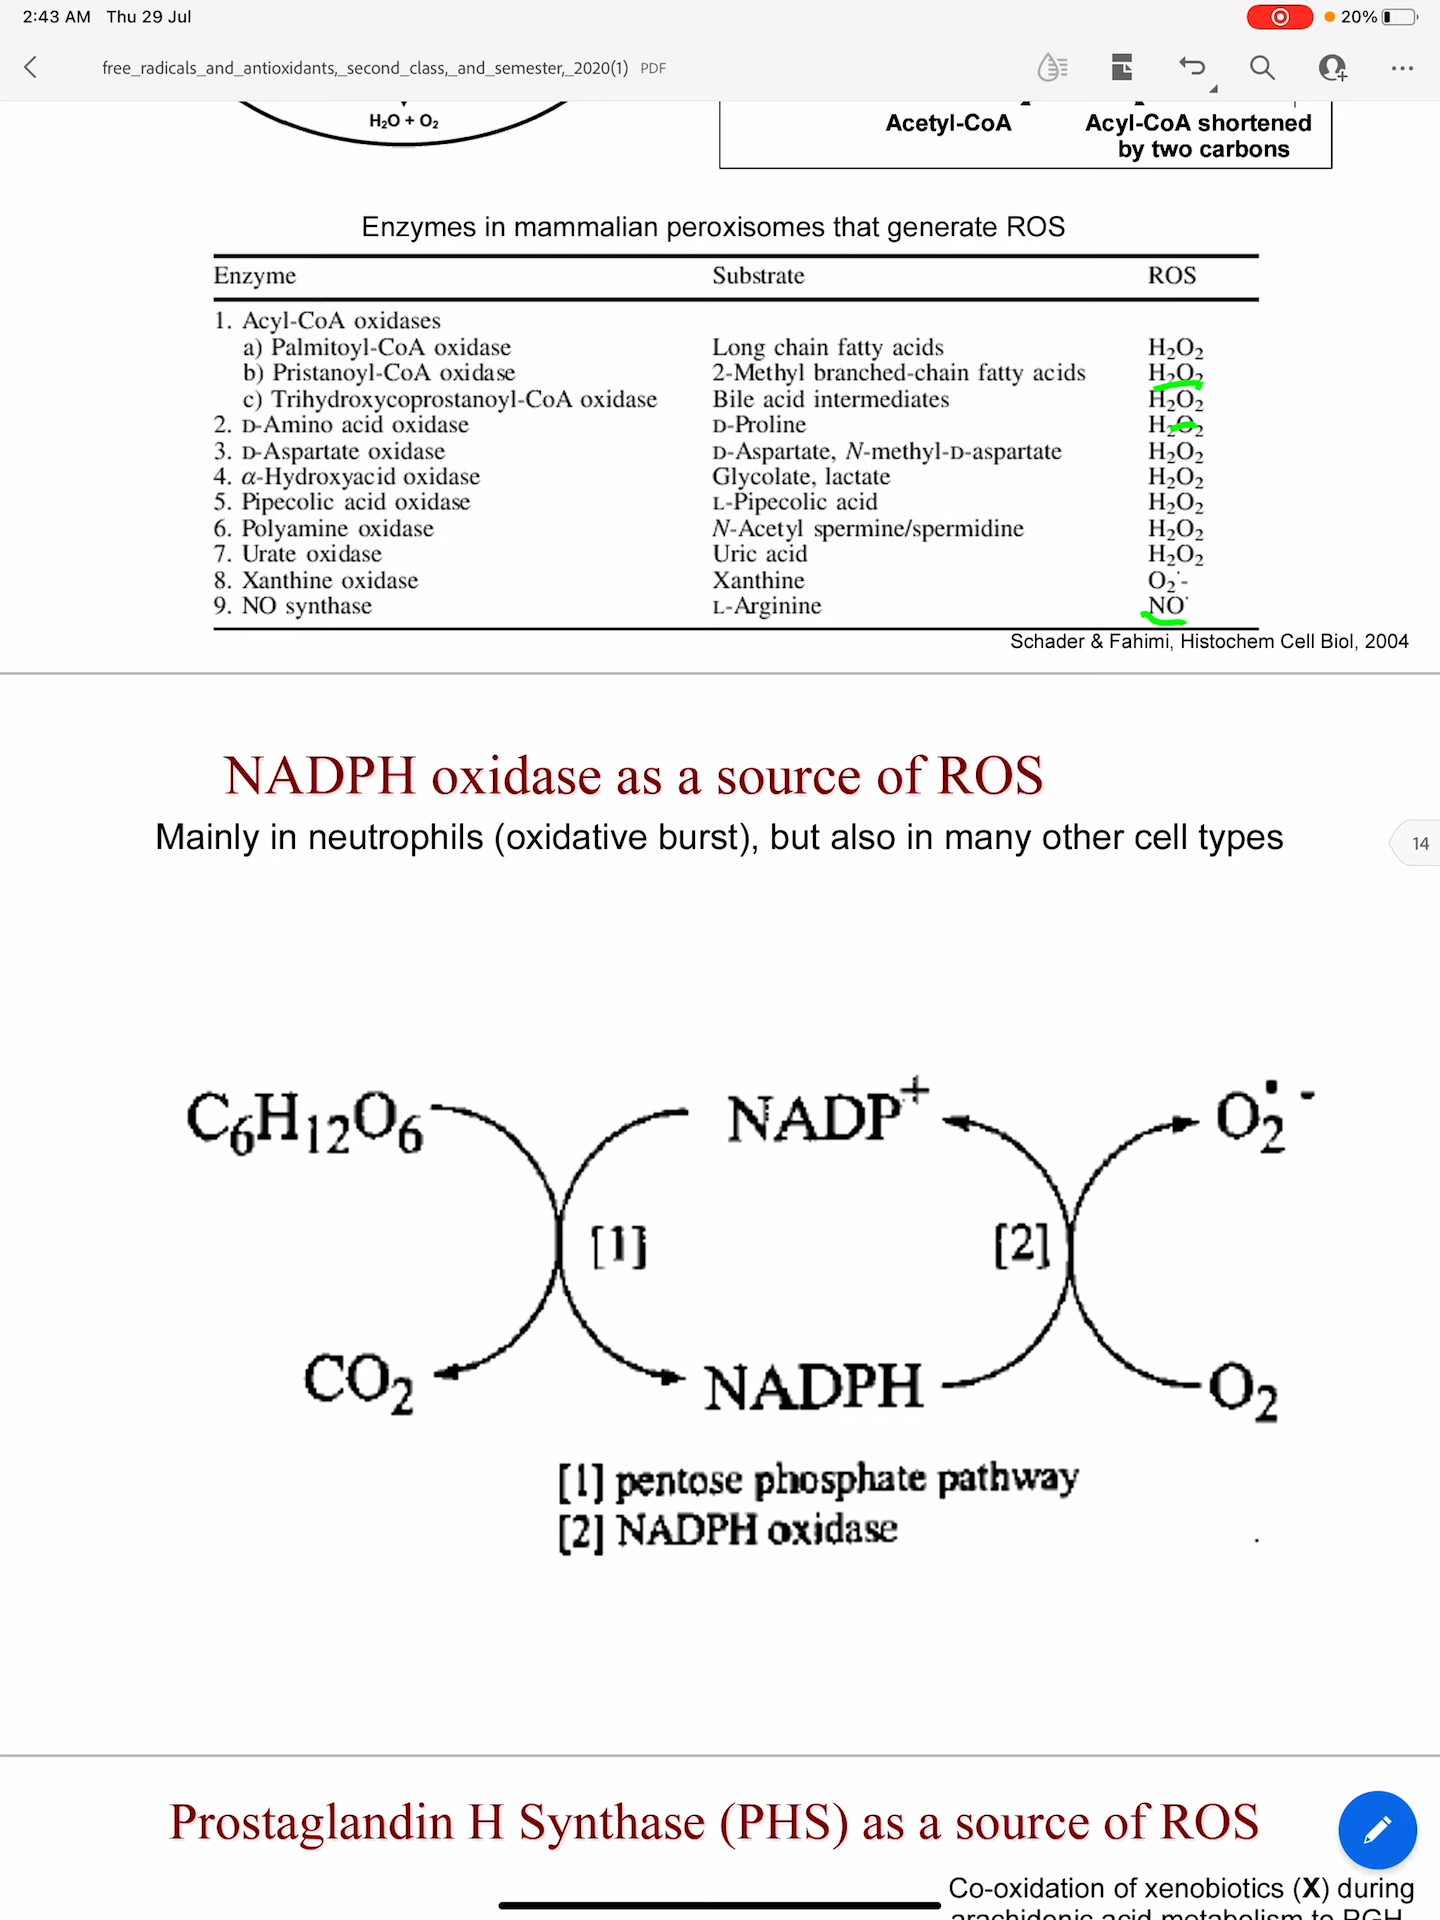 2:43 AM Thu 29 Jul
20%
free_radicals_and_antioxidants,_second_class,_and_semester,_2020(1) PDF
H₂O + O₂
Acetyl-CoA
Acyl-CoA shortened
by two carbons
Enzymes in mammalian peroxisomes that generate ROS
Enzyme Substrate ROS
1. Acyl-CoA oxidases
a) Palmitoyl-CoA oxidase Long chain fatty acids H₂O₂
b) Pristanoyl-CoA oxidase 2-Methyl branched-chain fatty acids H₂O₂
c) Trihydroxycoprostanoyl-CoA oxidase Bile acid intermediates H₂O₂
2. D-Amino acid oxidase D-Proline H₂O₂
3. D-Aspartate oxidase D-Aspartate, N-methyl-D-aspartate H₂O₂
4. α-Hydroxyacid oxidase Glycolate, lactate H₂O₂
5. Pipecolic acid oxidase L-Pipecolic acid H₂O₂
6. Polyamine oxidase N-Acetyl spermine/spermidine H₂O₂
7. Urate oxidase Uric acid H₂O₂
8. Xanthine oxidase Xanthine O₂˙-
9. NO synthase L-Arginine NO˙
Schader & Fahimi, Histochem Cell Biol, 2004
NADPH oxidase as a source of ROS
Mainly in neutrophils (oxidative burst), but also in many other cell types
14
C₆H₁₂O₆ NADP⁺ O₂˙-
[1] [2]
CO₂ NADPH O₂
[1] pentose phosphate pathway
[2] NADPH oxidase
Prostaglandin H Synthase (PHS) as a source of ROS
Co-oxidation of xenobiotics (X) during
arachidonic acid metabolism to PGH